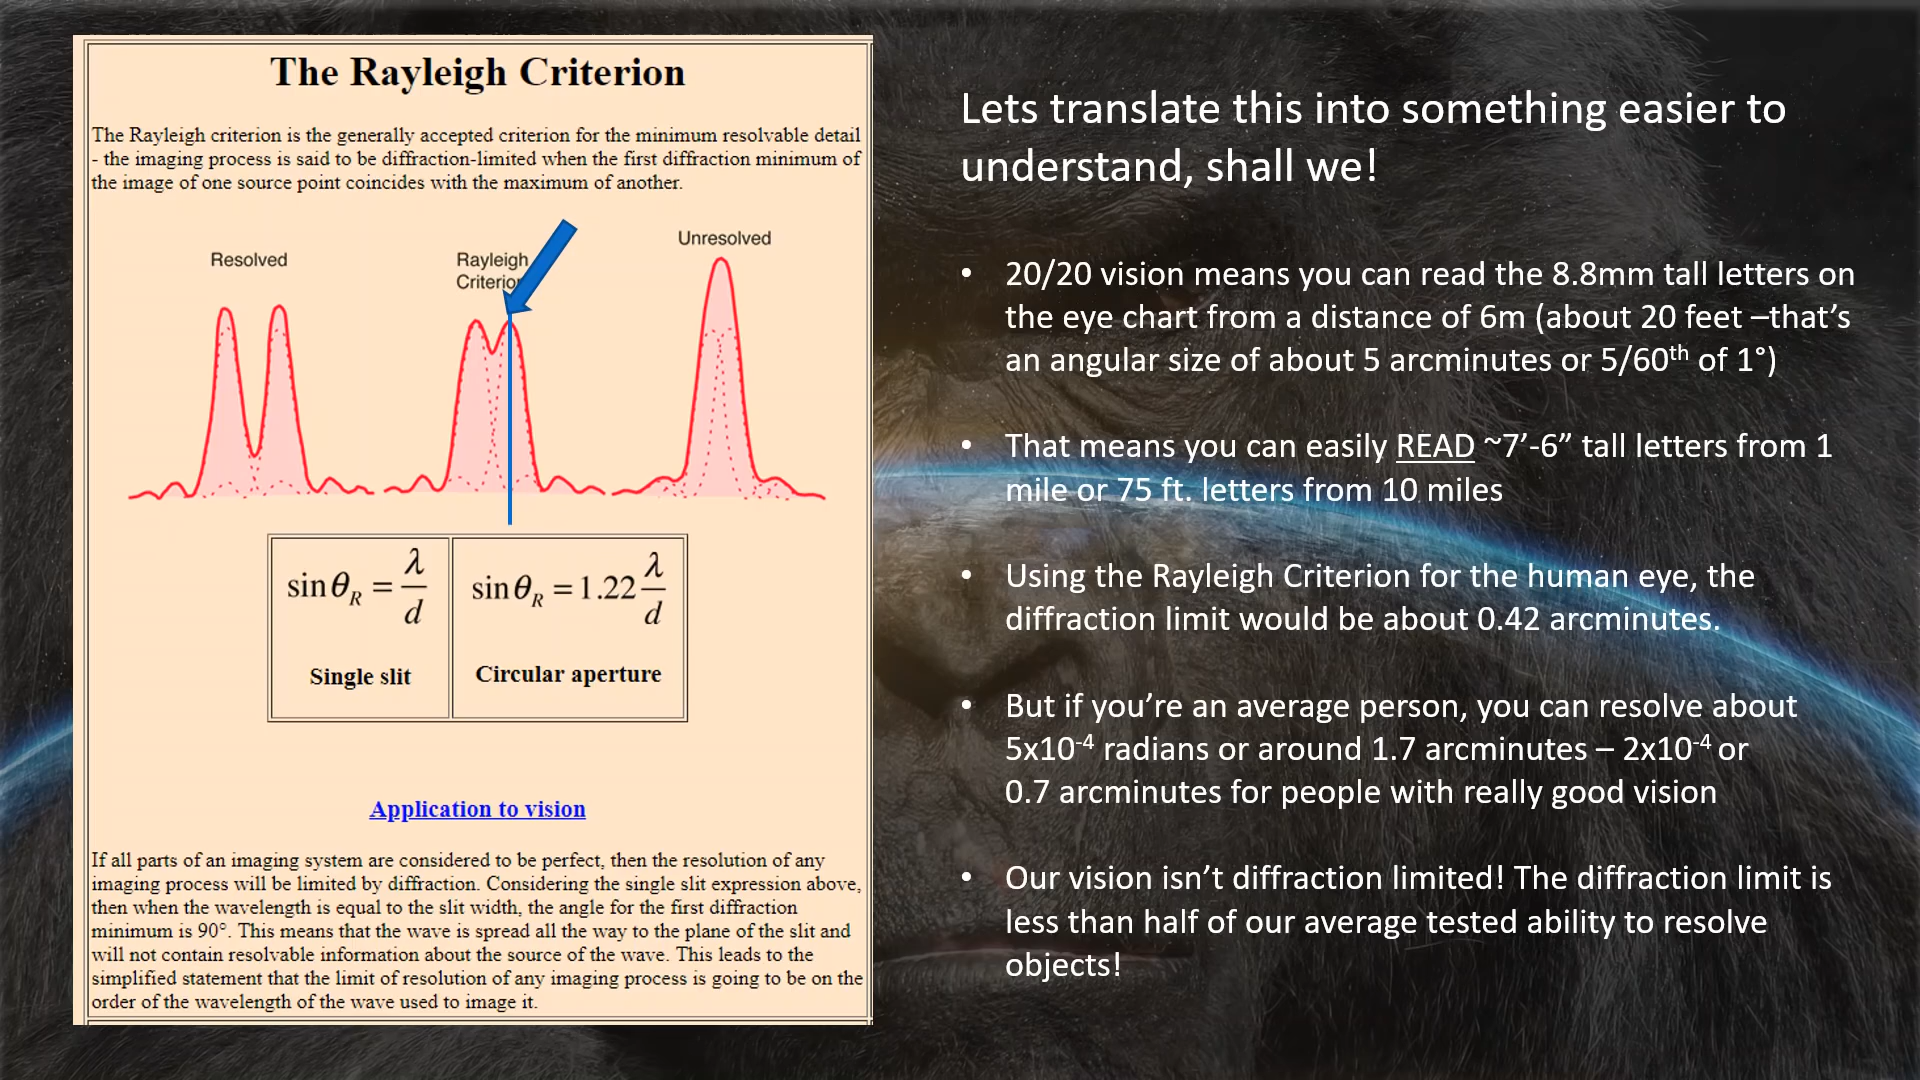 The Rayleigh Criterion
The Rayleigh criterion is the generally accepted criterion for the minimum resolvable detail
- the imaging process is said to be diffraction-limited when the first diffraction minimum of
the image of one source point coincides with the maximum of another.
Resolved
Rayleigh
Criterion
Unresolved
sinθ_R = λ/d
Single slit
sinθ_R = 1.22 λ/d
Circular aperture
Application to vision
If all parts of an imaging system are considered to be perfect, then the resolution of any
imaging process will be limited by diffraction. Considering the single slit expression above,
then when the wavelength is equal to the slit width, the angle for the first diffraction
minimum is 90°. This means that the wave is spread all the way to the plane of the slit and
will not contain resolvable information about the source of the wave. This leads to the
simplified statement that the limit of resolution of any imaging process is going to be on the
order of the wavelength of the wave used to image it.
Lets translate this into something easier to
understand, shall we!
• 20/20 vision means you can read the 8.8mm tall letters on
the eye chart from a distance of 6m (about 20 feet –that’s
an angular size of about 5 arcminutes or 5/60th of 1°)
• That means you can easily READ ~7’-6” tall letters from 1
mile or 75 ft. letters from 10 miles
• Using the Rayleigh Criterion for the human eye, the
diffraction limit would be about 0.42 arcminutes.
• But if you’re an average person, you can resolve about
5x10⁻⁴ radians or around 1.7 arcminutes – 2x10⁻⁴ or
0.7 arcminutes for people with really good vision
• Our vision isn’t diffraction limited! The diffraction limit is
less than half of our average tested ability to resolve
objects!